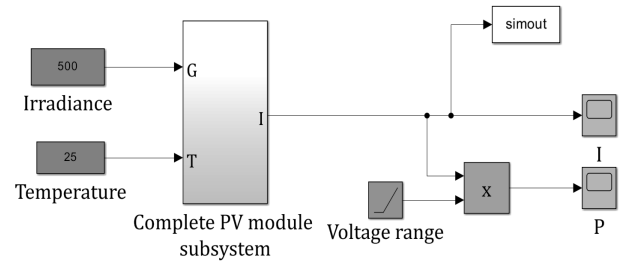 simout
500
G
Irradiance
I
25
T
I
Temperature
X
Complete PV module
subsystem
Voltage range
P